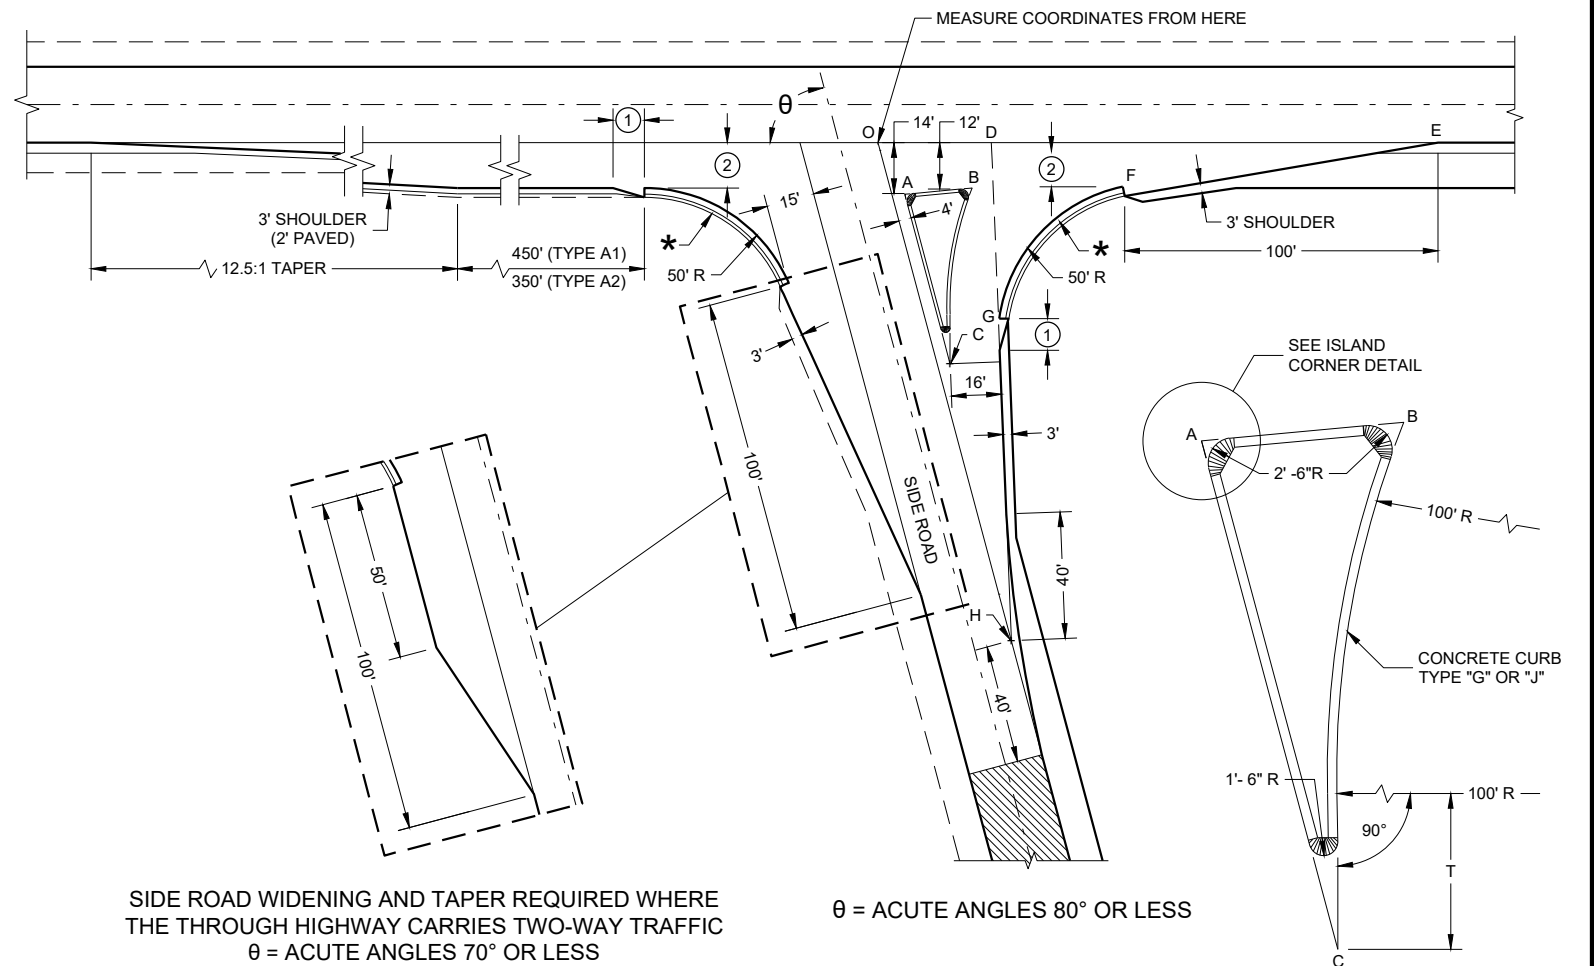 MEASURE COORDINATES FROM HERE
θ
1
14'
12'
O
D
E
2
2
A
B
F
15'
4'
3' SHOULDER
(2' PAVED)
*
*
3' SHOULDER
12.5:1 TAPER
450' (TYPE A1)
350' (TYPE A2)
50' R
50' R
100'
G
1
C
3'
16'
SEE ISLAND
CORNER DETAIL
3'
A
B
100'
SIDE ROAD
2' -6"R
100' R
50'
40'
H
100'
40'
CONCRETE CURB
TYPE "G" OR "J"
1'- 6" R
100' R
90°
T
C
SIDE ROAD WIDENING AND TAPER REQUIRED WHERE
THE THROUGH HIGHWAY CARRIES TWO-WAY TRAFFIC
θ = ACUTE ANGLES 70° OR LESS
θ = ACUTE ANGLES 80° OR LESS